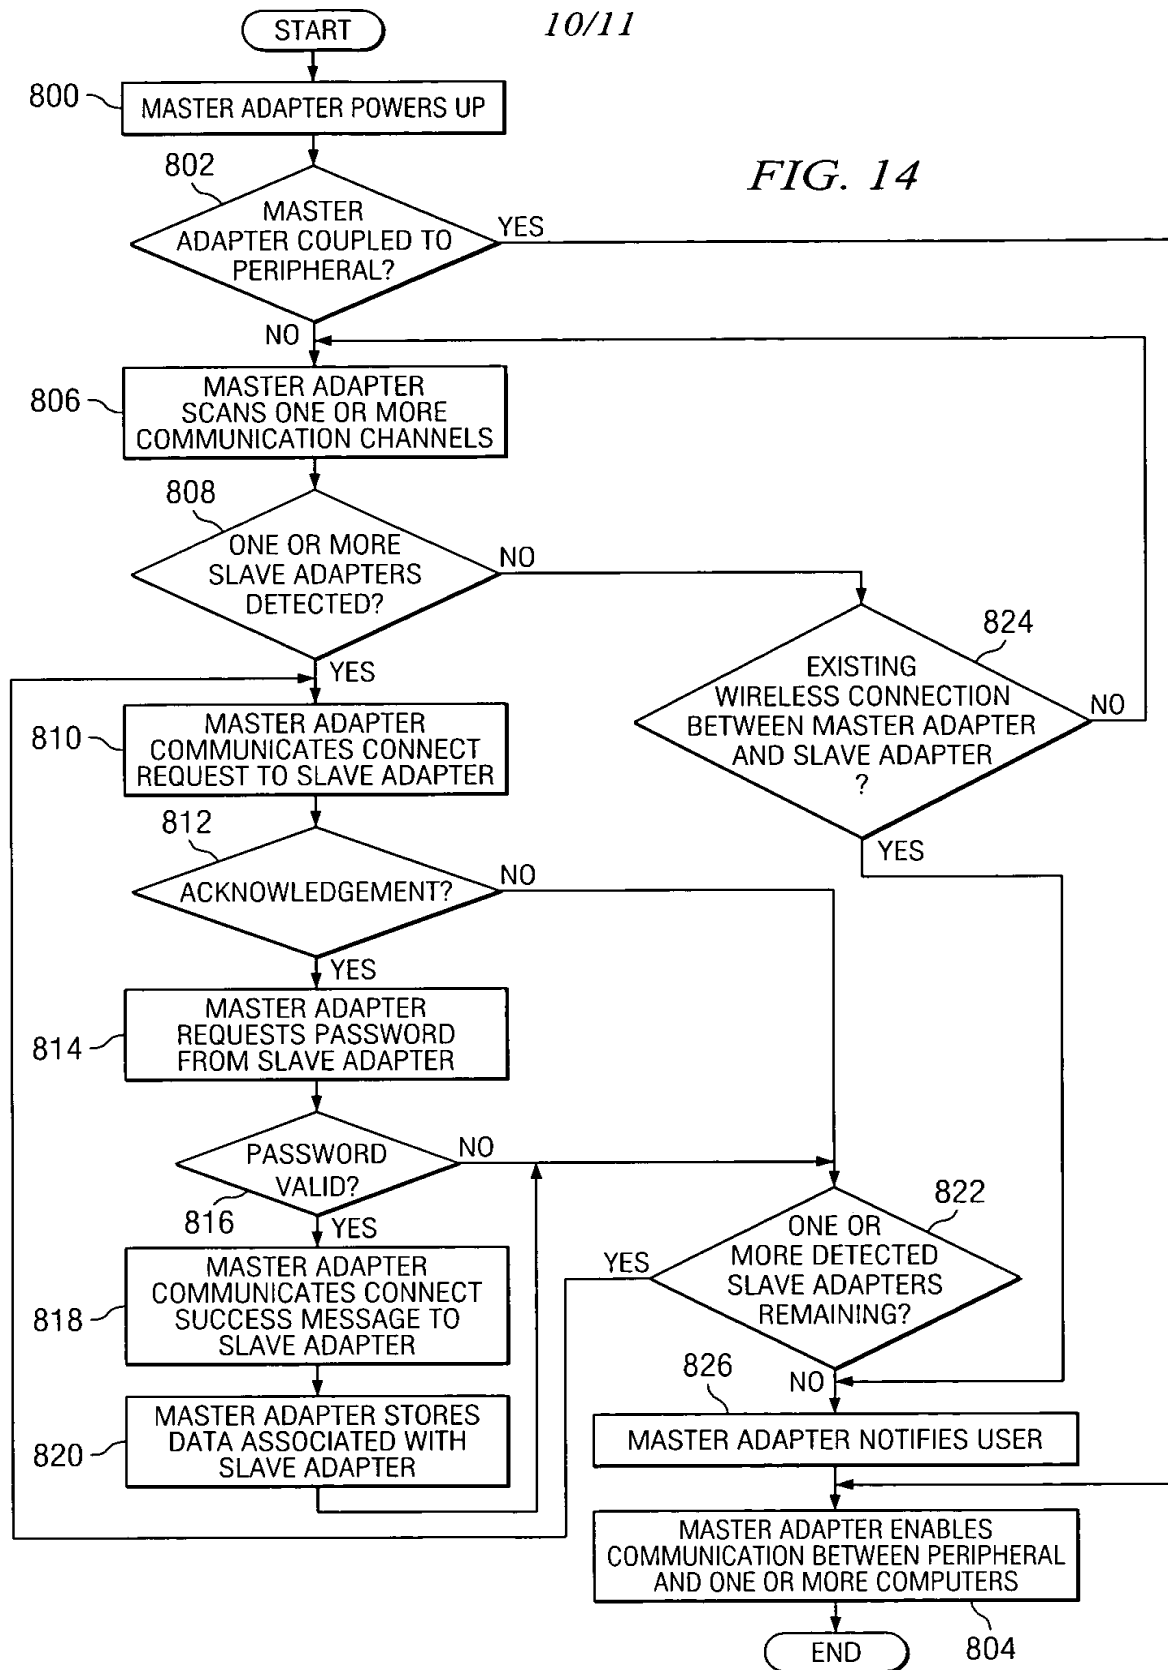 10/11
START
800
MASTER ADAPTER POWERS UP
802
FIG. 14
MASTER
ADAPTER COUPLED TO
PERIPHERAL?
YES
NO
806
MASTER ADAPTER
SCANS ONE OR MORE
COMMUNICATION CHANNELS
808
ONE OR MORE
SLAVE ADAPTERS
DETECTED?
NO
YES
824
EXISTING
WIRELESS CONNECTION
BETWEEN MASTER ADAPTER
AND SLAVE ADAPTER
?
NO
YES
810
MASTER ADAPTER
COMMUNICATES CONNECT
REQUEST TO SLAVE ADAPTER
812
ACKNOWLEDGEMENT?
NO
YES
814
MASTER ADAPTER
REQUESTS PASSWORD
FROM SLAVE ADAPTER
PASSWORD
VALID?
NO
816
YES
822
ONE OR
MORE DETECTED
SLAVE ADAPTERS
REMAINING?
YES
NO
818
MASTER ADAPTER
COMMUNICATES CONNECT
SUCCESS MESSAGE TO
SLAVE ADAPTER
820
MASTER ADAPTER STORES
DATA ASSOCIATED WITH
SLAVE ADAPTER
826
MASTER ADAPTER NOTIFIES USER
MASTER ADAPTER ENABLES
COMMUNICATION BETWEEN PERIPHERAL
AND ONE OR MORE COMPUTERS
804
END